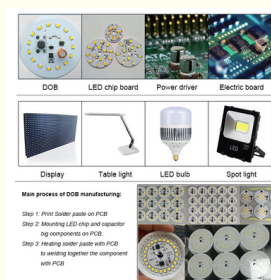 DOB
LED chip board
Power driver
Electric board
LED
Display
Table light
LED bulb
Spot light
Main process of DOB manufacturing:
Step 1: Print Solder paste on PCB
Step 2: Mounting LED chip and capacitor
big components on PCB.
Step 3: Heating solder paste with PCB
to welding together the component
with PCB